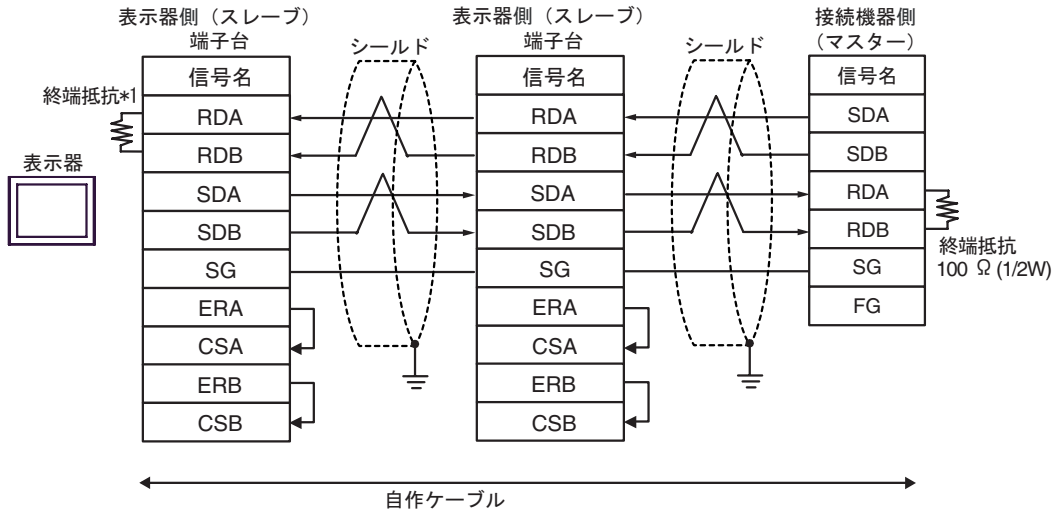 表示器側（スレーブ）
端子台
シールド
表示器側（スレーブ）
端子台
シールド
接続機器側
（マスター）
終端抵抗*1
表示器
信号名
RDA
RDB
SDA
SDB
SG
ERA
CSA
ERB
CSB
信号名
RDA
RDB
SDA
SDB
SG
ERA
CSA
ERB
CSB
信号名
SDA
SDB
RDA
RDB
SG
FG
終端抵抗
100 Ω (1/2W)
自作ケーブル